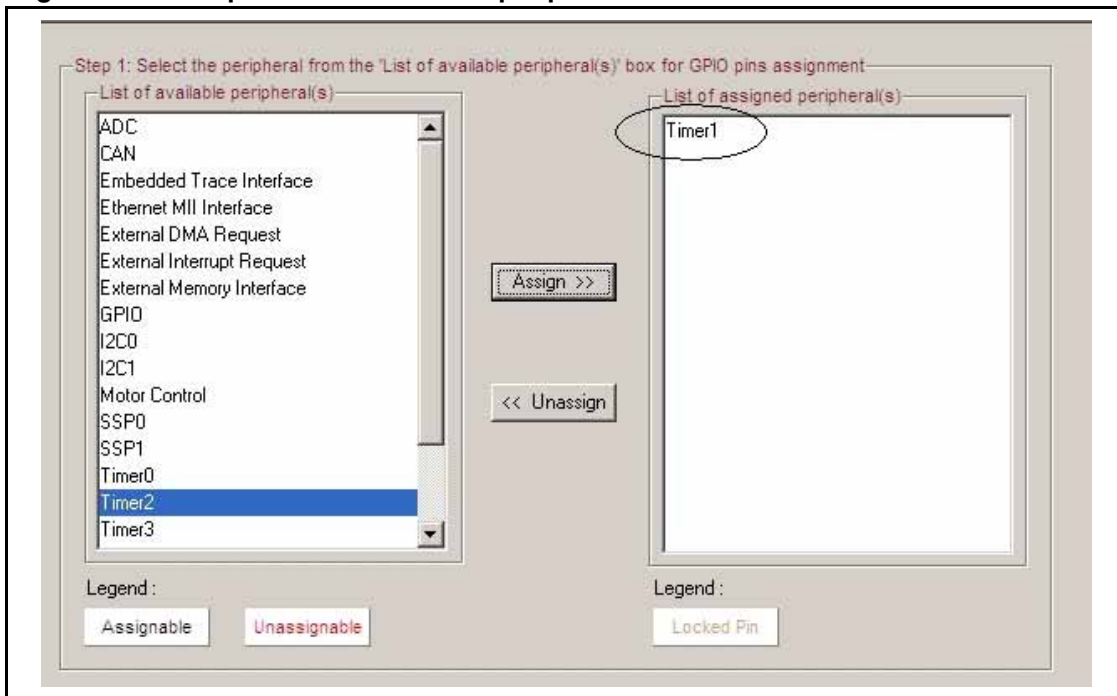 Step 1: Select the peripheral from the 'List of available peripheral(s)' box for GPIO pins assignment
List of available peripheral(s)
ADC
CAN
Embedded Trace Interface
Ethernet MII Interface
External DMA Request
External Interrupt Request
External Memory Interface
GPIO
I2C0
I2C1
Motor Control
SSP0
SSP1
Timer0
Timer2
Timer3
Assign >>
<< Unassign
List of assigned peripheral(s)
Timer1
Legend :
Assignable
Unassignable
Legend :
Locked Pin